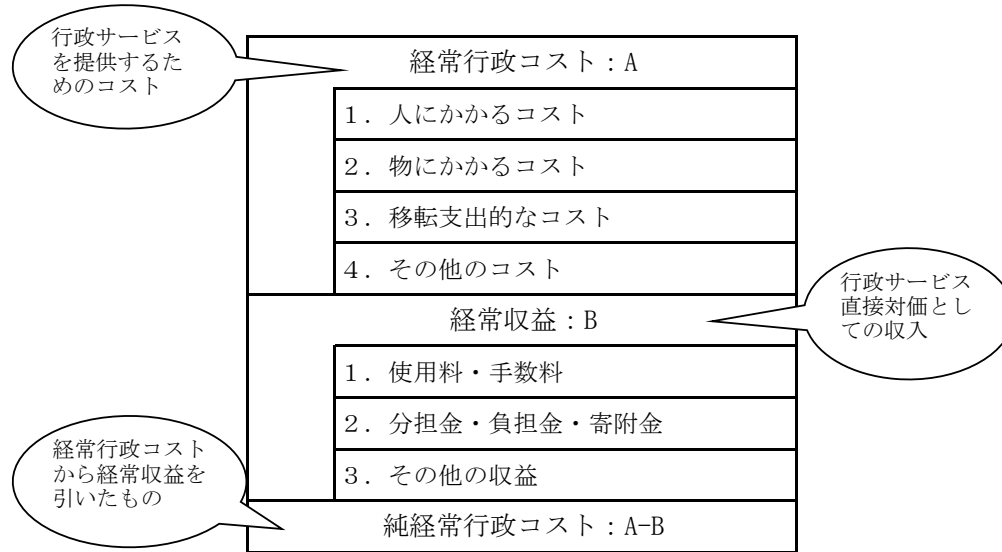 行政サービス
を提供するた
めのコスト
経常行政コスト：A
１．人にかかるコスト
２．物にかかるコスト
３．移転支出的なコスト
４．その他のコスト
経常収益：B
行政サービス
直接対価とし
ての収入
１．使用料・手数料
２．分担金・負担金・寄附金
３．その他の収益
経常行政コスト
から経常収益を
引いたもの
純経常行政コスト：A-B